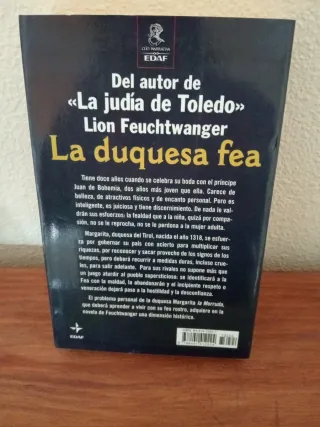 EDAF
Del autor de
«La judía de Toledo»
Lion Feuchtwanger
La duquesa fea
Tiene doce años cuando se celebra su boda con el príncipe
Juan de Bohemia, dos años más joven que ella. Carece de
belleza, de atractivos físicos y de encanto personal. Pero es
inteligente, es juiciosa y tiene discernimiento. De nada le val-
drán sus esfuerzos: la fealdad que a la niña, quizá por compa-
sión, no se le reprocha, no se le perdona a la mujer adulta.
Margarita, duquesa del Tirol, nacida el año 1318, se esfuer-
za por gobernar su país con acierto para multiplicar sus
riquezas, por reconocer y sacar provecho de los signos de los
tiempos, pero deberá recurrir a medidas duras, incluso crue-
les, para salir adelante. Para sus rivales no supone más que
un juego atordir al pueblo supersticioso: se identificará a la
Fea con la maldad, la abandonarán y el incipiente respeto o
veneración dejará paso a la hostilidad y la desconfianza.
El problema personal de la duquesa Margarita la Morruda,
que deberá aprender a vivir con su feo rostro, adquiere en la
novela de Feuchtwanger una dimensión histórica.
EDAF